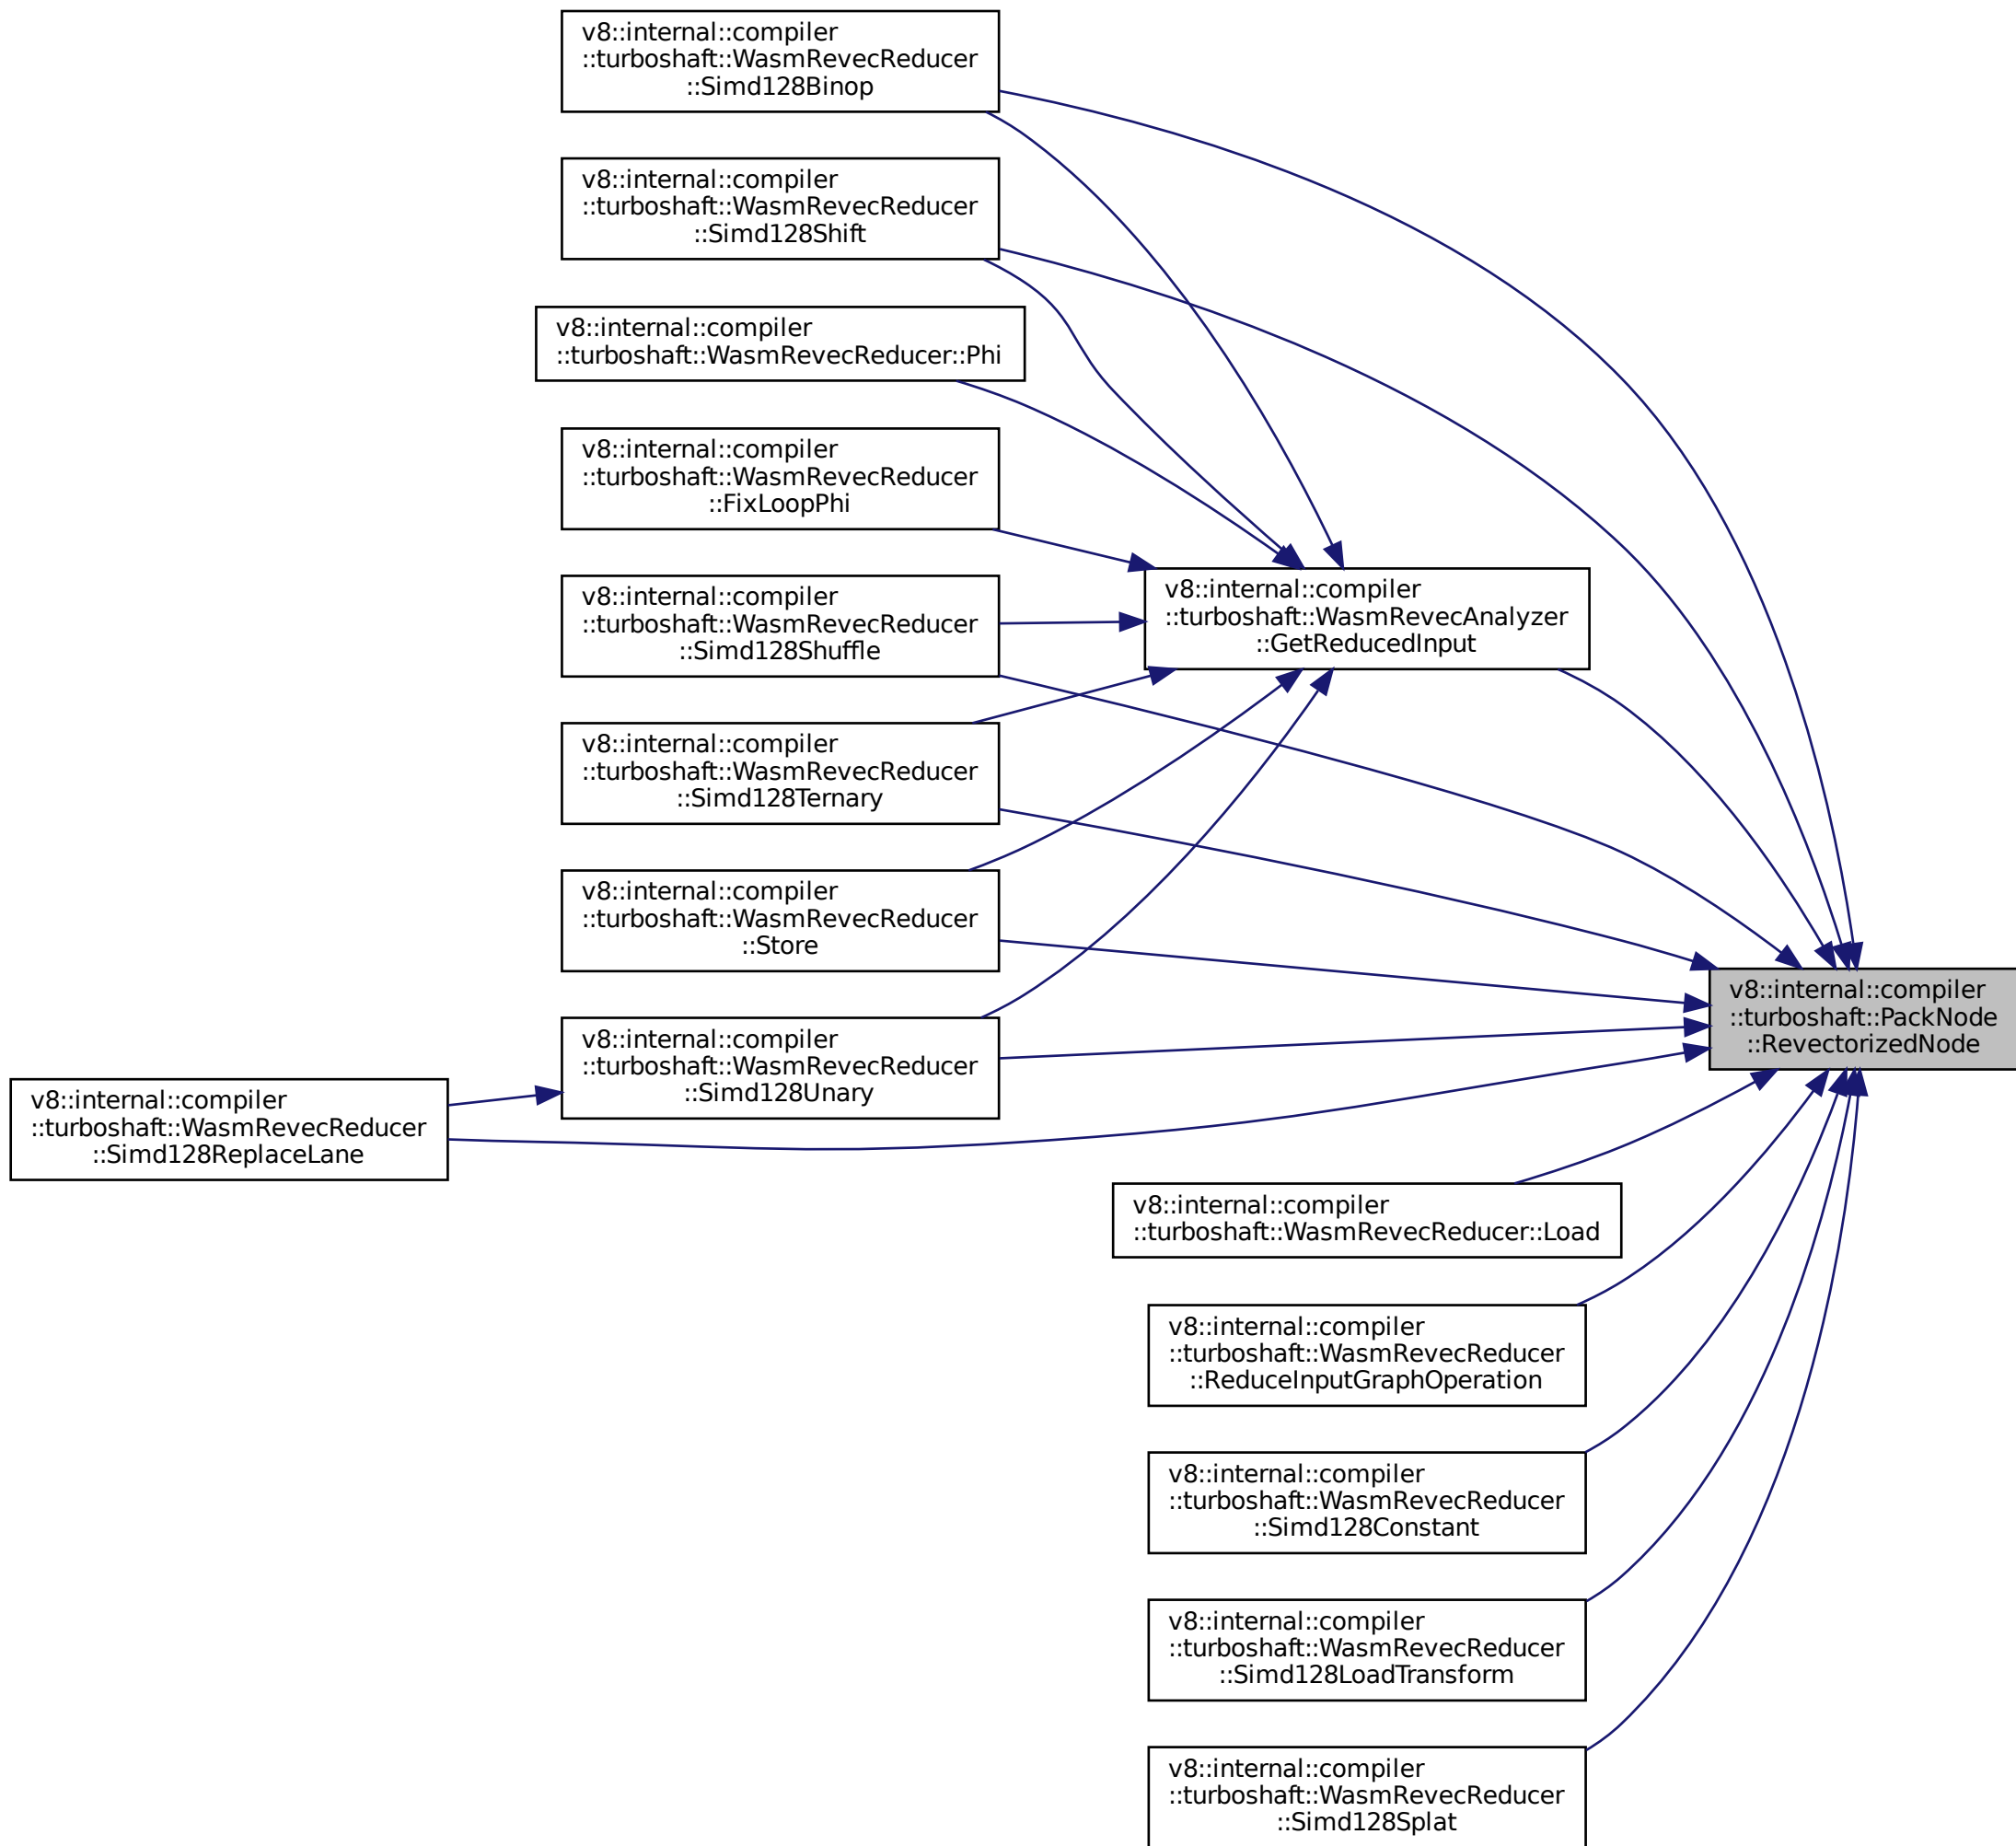 v8::internal::compiler
::turboshaft::WasmRevecReducer
::Simd128Binop
v8::internal::compiler
::turboshaft::WasmRevecReducer
::Simd128Shift
v8::internal::compiler
::turboshaft::WasmRevecReducer::Phi
v8::internal::compiler
::turboshaft::WasmRevecReducer
::FixLoopPhi
v8::internal::compiler
::turboshaft::WasmRevecReducer
::Simd128Shuffle
v8::internal::compiler
::turboshaft::WasmRevecAnalyzer
::GetReducedInput
v8::internal::compiler
::turboshaft::WasmRevecReducer
::Simd128Ternary
v8::internal::compiler
::turboshaft::WasmRevecReducer
::Store
v8::internal::compiler
::turboshaft::PackNode
::RevectorizedNode
v8::internal::compiler
::turboshaft::WasmRevecReducer
::Simd128Unary
v8::internal::compiler
::turboshaft::WasmRevecReducer
::Simd128ReplaceLane
v8::internal::compiler
::turboshaft::WasmRevecReducer::Load
v8::internal::compiler
::turboshaft::WasmRevecReducer
::ReduceInputGraphOperation
v8::internal::compiler
::turboshaft::WasmRevecReducer
::Simd128Constant
v8::internal::compiler
::turboshaft::WasmRevecReducer
::Simd128LoadTransform
v8::internal::compiler
::turboshaft::WasmRevecReducer
::Simd128Splat